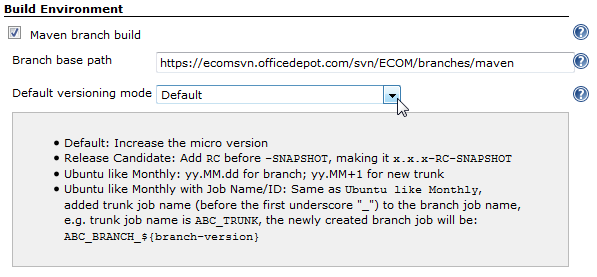 Build Environment
Maven branch build
Branch base path https://ecomsvn.officedepot.com/svn/ECOM/branches/maven
Default versioning mode Default
• Default: Increase the micro version
• Release Candidate: Add RC before -SNAPSHOT, making it x.x.x-RC-SNAPSHOT
• Ubuntu like Monthly: yy.MM.dd for branch; yy.MM+1 for new trunk
• Ubuntu like Monthly with Job Name/ID: Same as Ubuntu like Monthly,
added trunk job name (before the first underscore "_") to the branch job name,
e.g. trunk job name is ABC_TRUNK, the newly created branch job will be:
ABC_BRANCH_${branch-version}